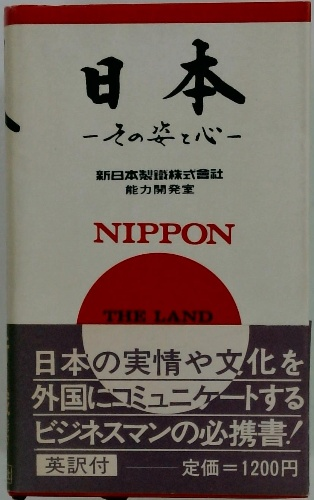 日本
－その姿と心－
新日本製鐵株式會社
能力開発室
NIPPON
THE LAND
日本の実情や文化を
外国にコミュニケートする
ビジネスマンの必携書!
英訳付 ── 定価＝1200円